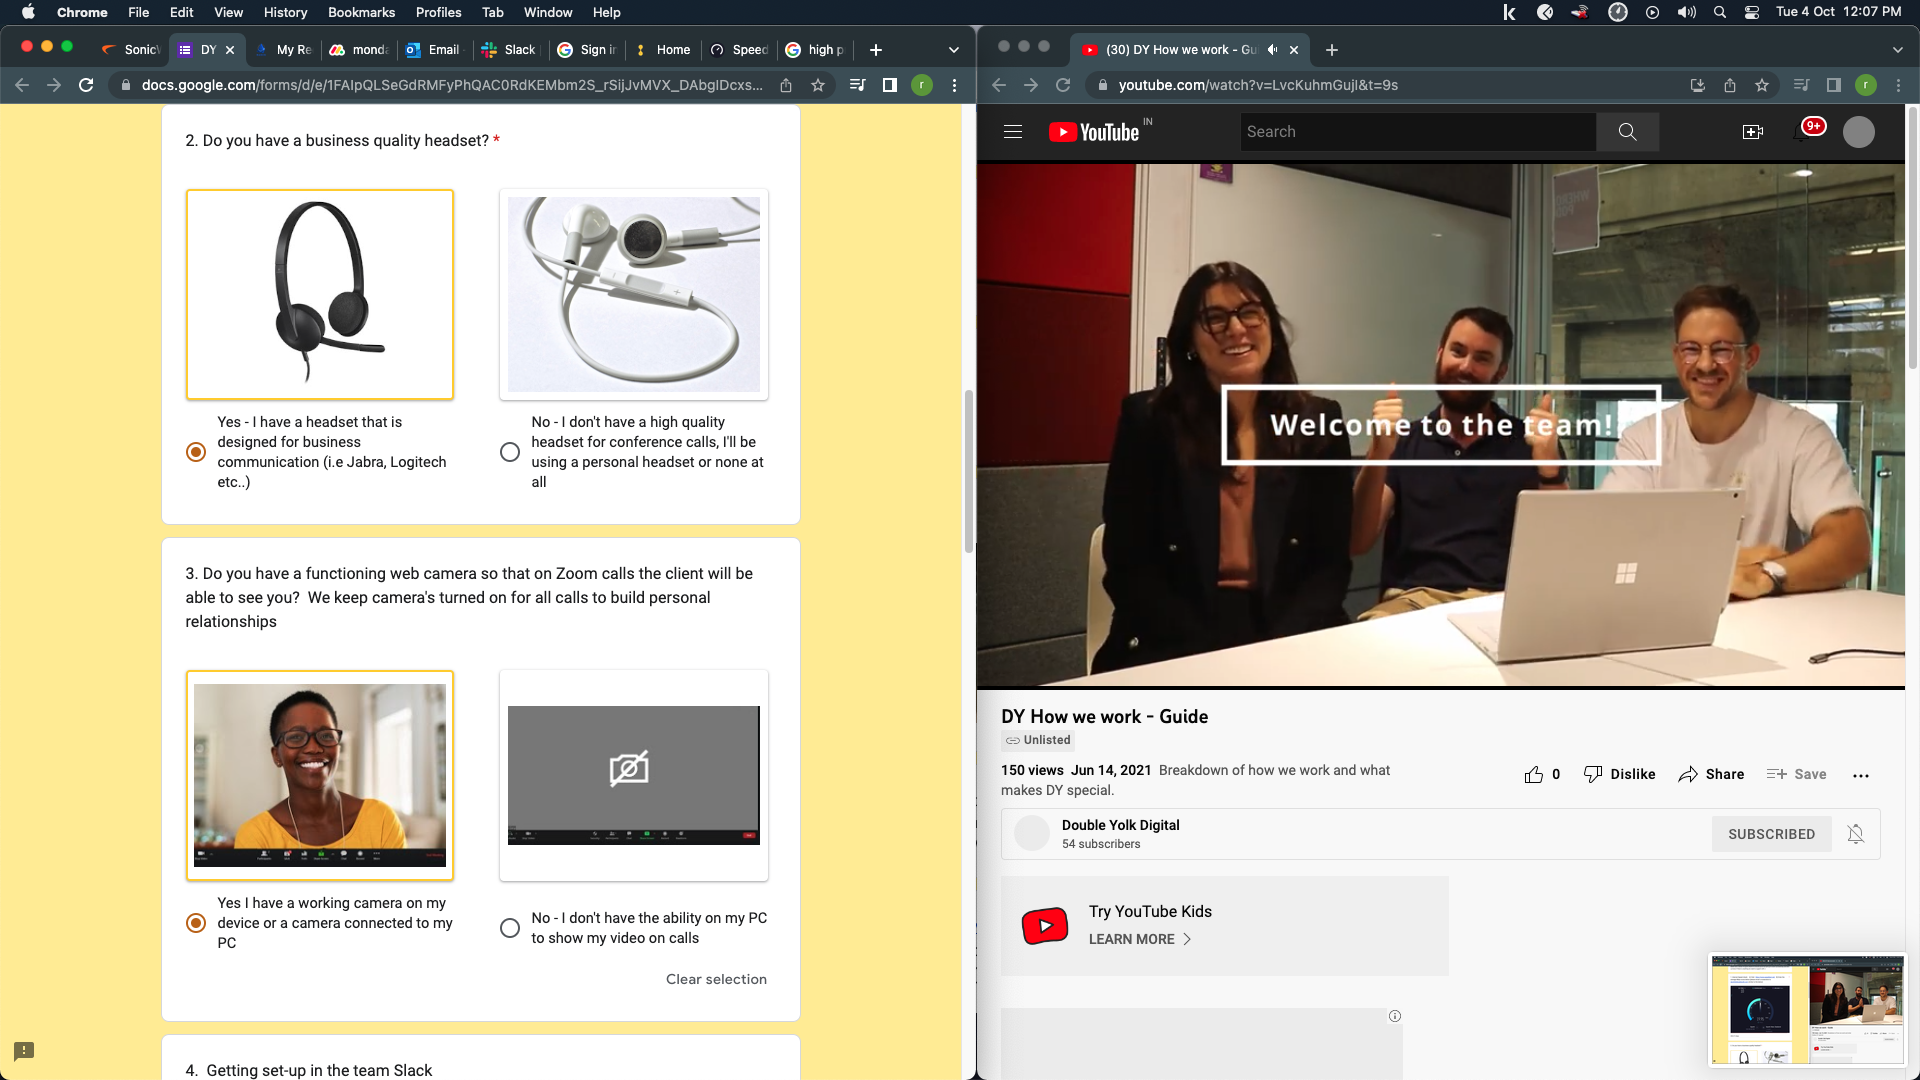 Chrome File Edit View History Bookmarks Profiles Tab Window Help
Tue 4 Oct 12:07 PM
SonicW
DY
My Re
monda
Email
Slack
Sign in
Home
Speed
high p
(30) DY How we work - Gui
docs.google.com/forms/d/e/1FAIpQLSeGdRMFyPhQAC0RdKEMbm2S_rSijJvMVX_DAbglDcxs...
r
youtube.com/watch?v=LvcKuhmGujI&t=9s
r
2. Do you have a business quality headset? *
Yes - I have a headset that is
designed for business
communication (i.e Jabra, Logitech
etc..)
No - I don't have a high quality
headset for conference calls, I'll be
using a personal headset or none at
all
3. Do you have a functioning web camera so that on Zoom calls the client will be
able to see you? We keep camera's turned on for all calls to build personal
relationships
Yes I have a working camera on my
device or a camera connected to my
PC
No - I don't have the ability on my PC
to show my video on calls
Clear selection
4. Getting set-up in the team Slack
YouTube IN
Search
9+
Welcome to the team!
DY How we work - Guide
Unlisted
150 views Jun 14, 2021 Breakdown of how we work and what
makes DY special.
0 Dislike Share Save
Double Yolk Digital
54 subscribers
SUBSCRIBED
Try YouTube Kids
LEARN MORE